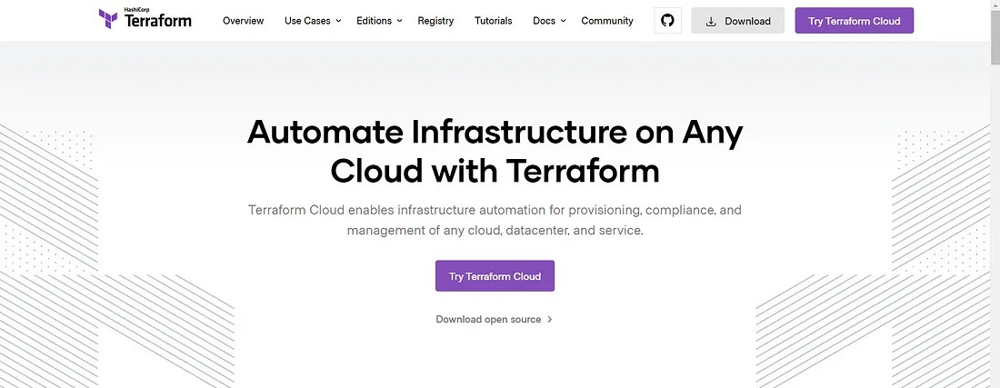 HashiCorp
Terraform
Overview
Use Cases
Editions
Registry
Tutorials
Docs
Community
Download
Try Terraform Cloud
Automate Infrastructure on Any
Cloud with Terraform
Terraform Cloud enables infrastructure automation for provisioning, compliance, and
management of any cloud, datacenter, and service.
Try Terraform Cloud
Download open source